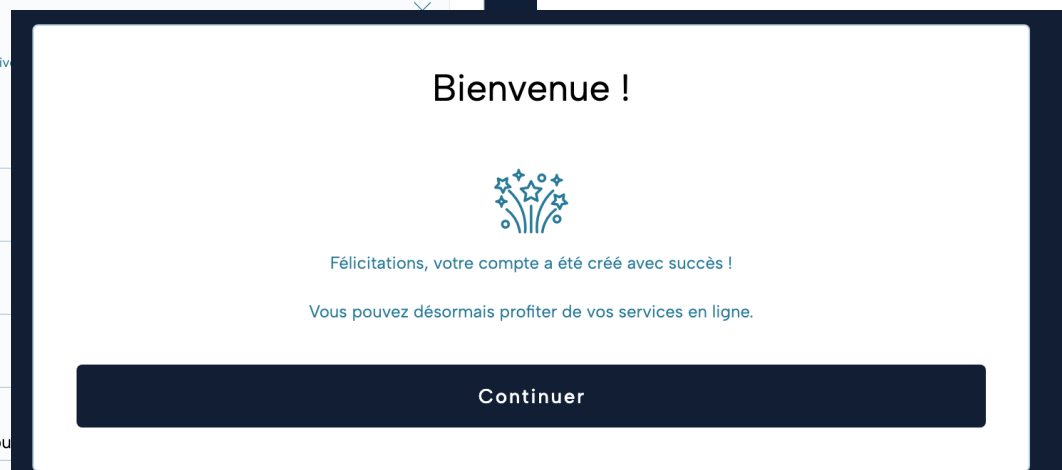 Bienvenue !
Félicitations, votre compte a été créé avec succès !
Vous pouvez désormais profiter de vos services en ligne.
Continuer